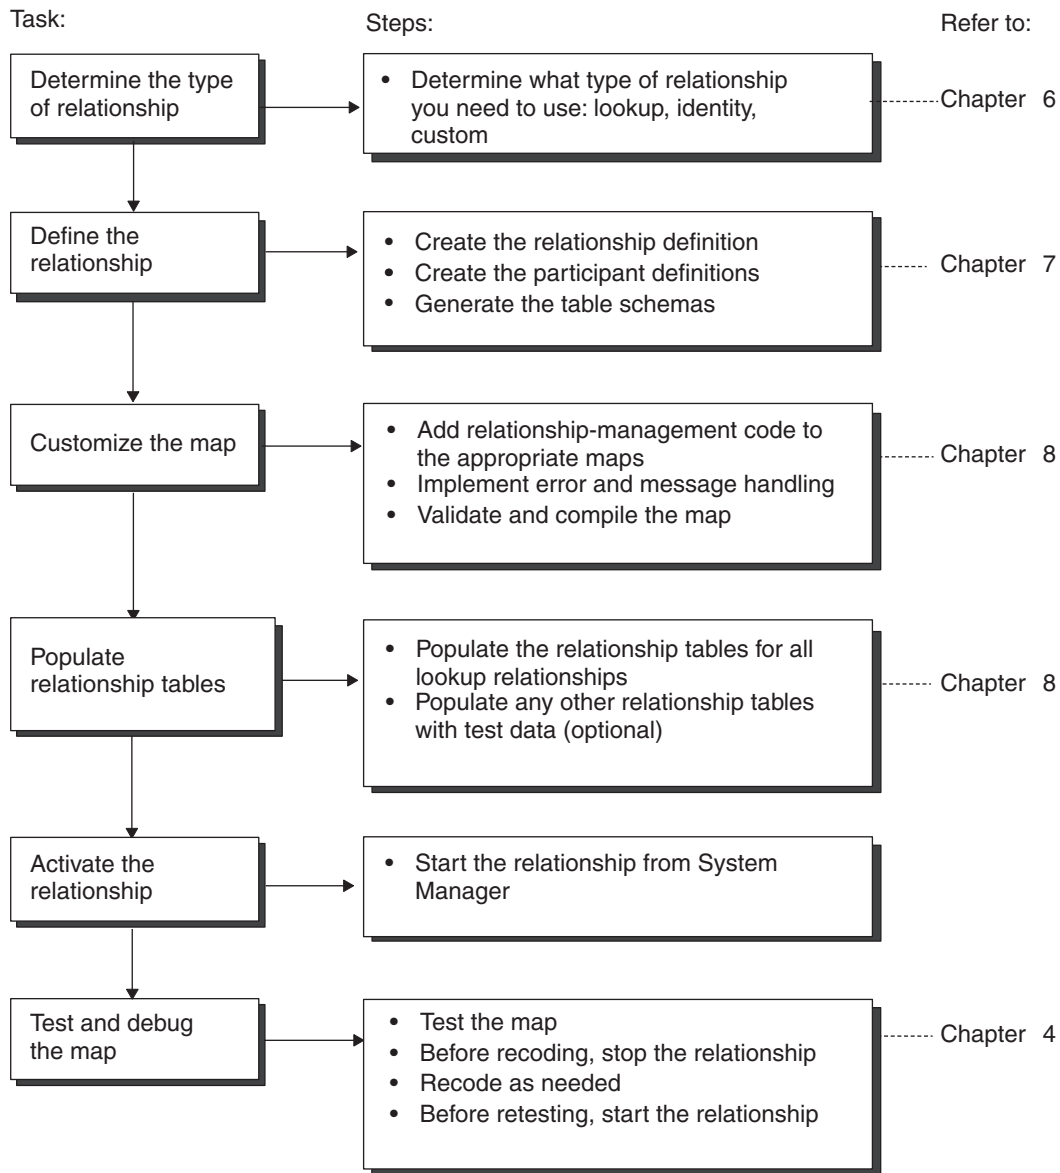 Task:
Steps:
Refer to:
Determine the type
of relationship
• Determine what type of relationship
you need to use: lookup, identity,
custom
Chapter 6
Define the
relationship
• Create the relationship definition
• Create the participant definitions
• Generate the table schemas
Chapter 7
Customize the map
• Add relationship-management code to
the appropriate maps
• Implement error and message handling
• Validate and compile the map
Chapter 8
Populate
relationship tables
• Populate the relationship tables for all
lookup relationships
• Populate any other relationship tables
with test data (optional)
Chapter 8
Activate the
relationship
• Start the relationship from System
Manager
Test and debug
the map
• Test the map
• Before recoding, stop the relationship
• Recode as needed
• Before retesting, start the relationship
Chapter 4